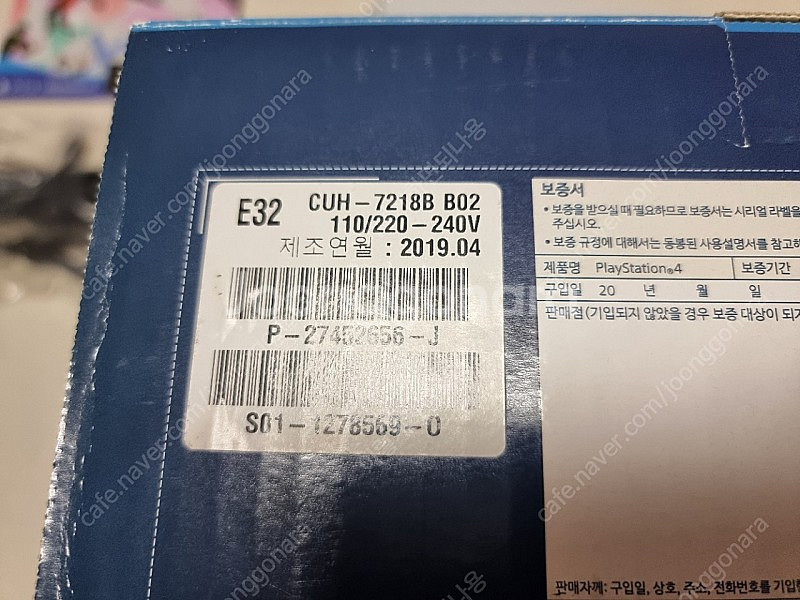 E32
CUH-7218B B02
110/220-240V
제조연월 : 2019.04
P-27452656-J
S01-1278569-0
보증서
• 보증을 받으실 때 필요하므로 보증서는 시리얼 라벨을
주십시오.
• 보증 규정에 대해서는 동봉된 사용설명서를 참고하
제품명 PlayStation®4 보증기간
구입일 20 년 월 일
판매점 (기입되지 않았을 경우 보증 대상이 되지
판매자께: 구입일, 상호, 주소, 전화번호를 기입한
cafe.naver.com/joonggonara
cafe.naver.com/joonggonara
cafe.naver.com/joonggonara
cafe.naver.com/joonggonara
joonggonara